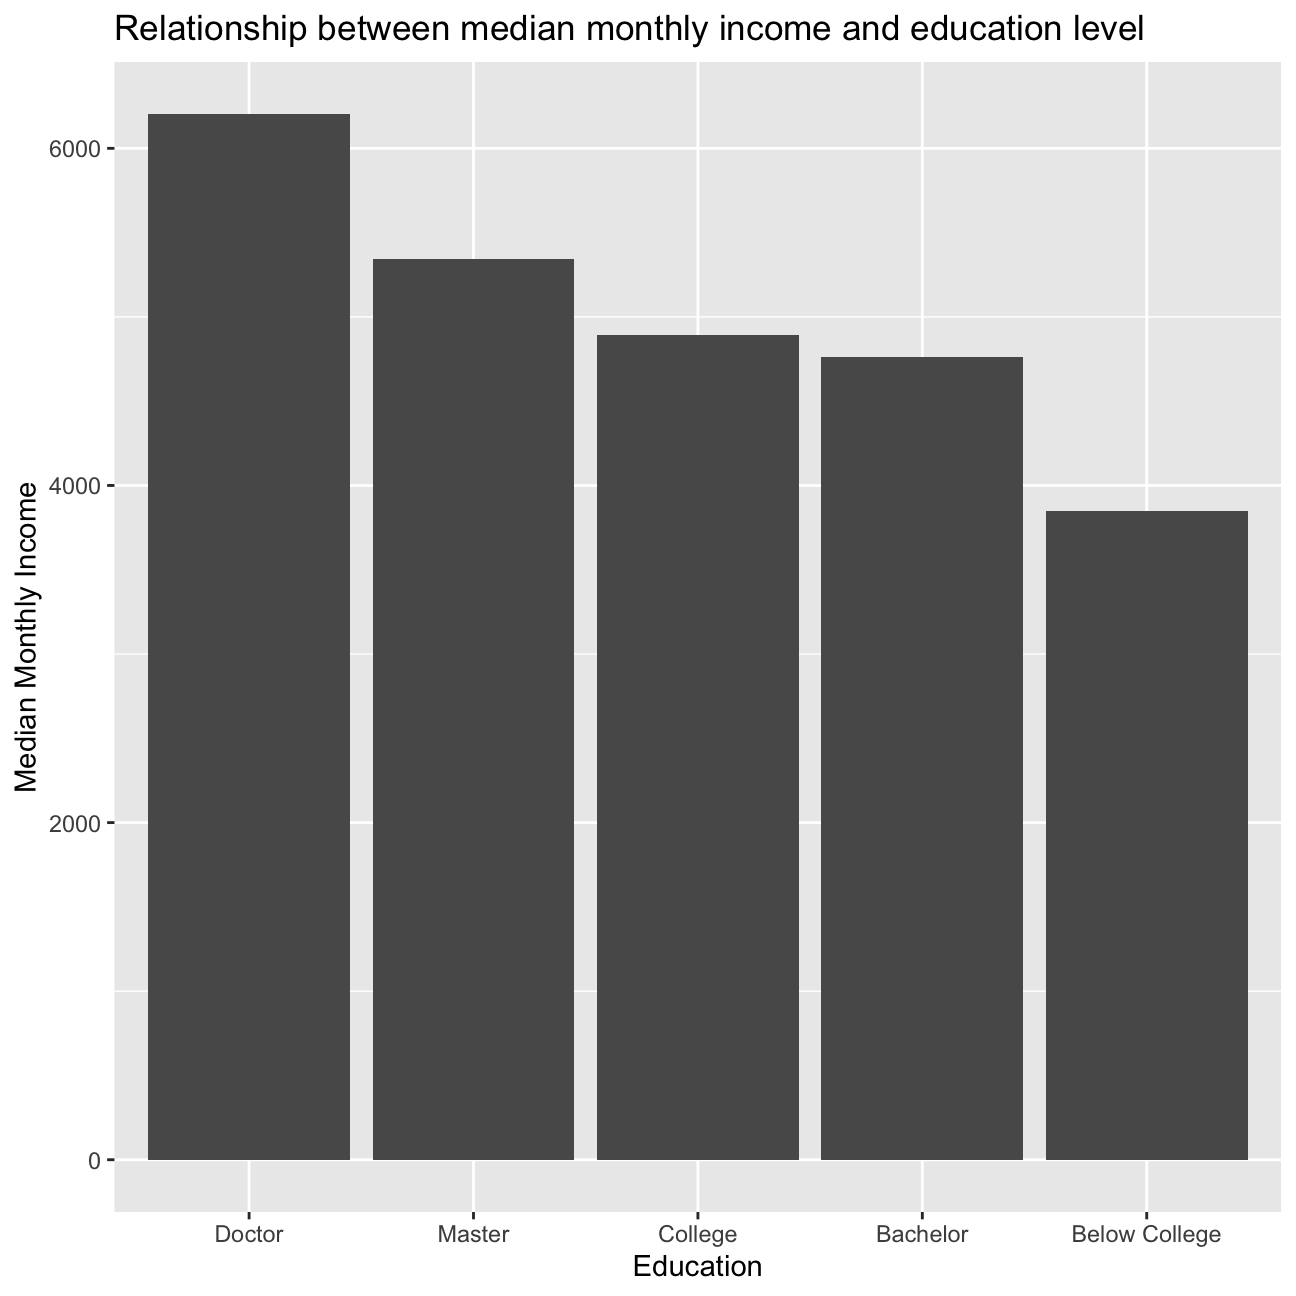 Relationship between median monthly income and education level
Median Monthly Income
6000
4000
2000
0
Doctor Master College Bachelor Below College
Education